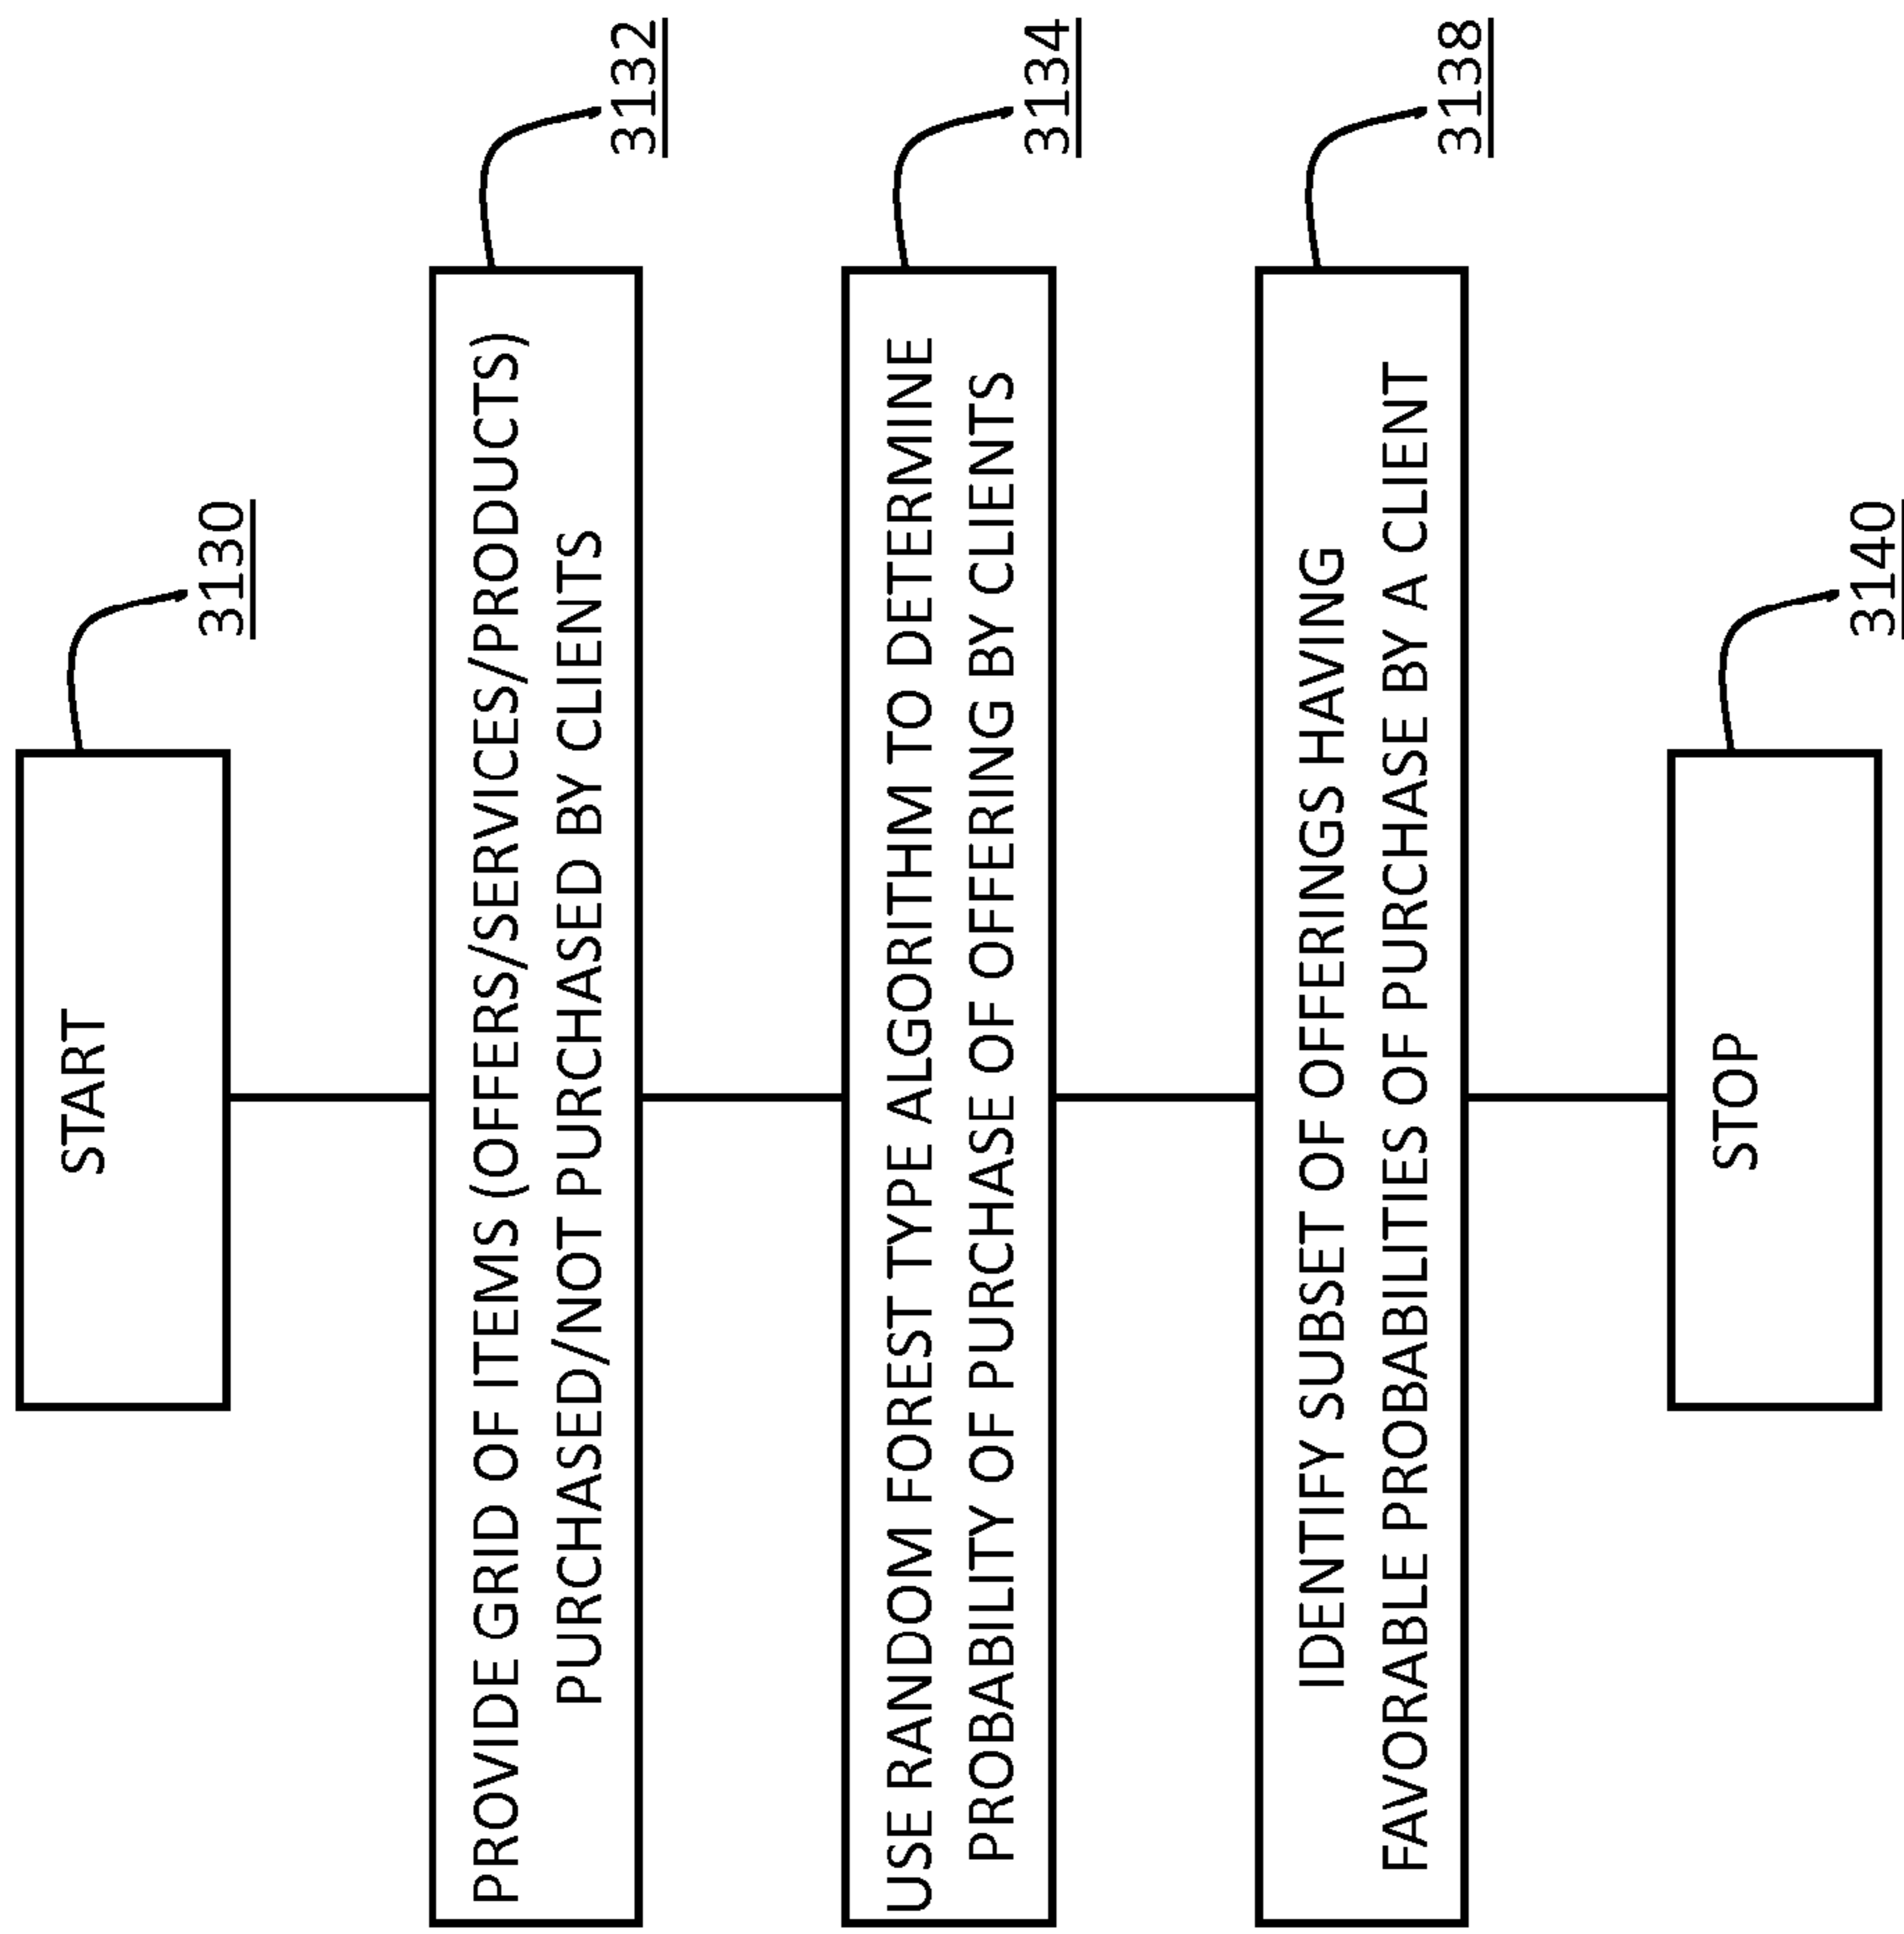 START
3130
PROVIDE GRID OF ITEMS (OFFERS/SERVICES/PRODUCTS)
PURCHASED/NOT PURCHASED BY CLIENTS
3132
USE RANDOM FOREST TYPE ALGORITHM TO DETERMINE
PROBABILITY OF PURCHASE OF OFFERING BY CLIENTS
3134
IDENTIFY SUBSET OF OFFERINGS HAVING
FAVORABLE PROBABILITIES OF PURCHASE BY A CLIENT
3138
STOP
3140